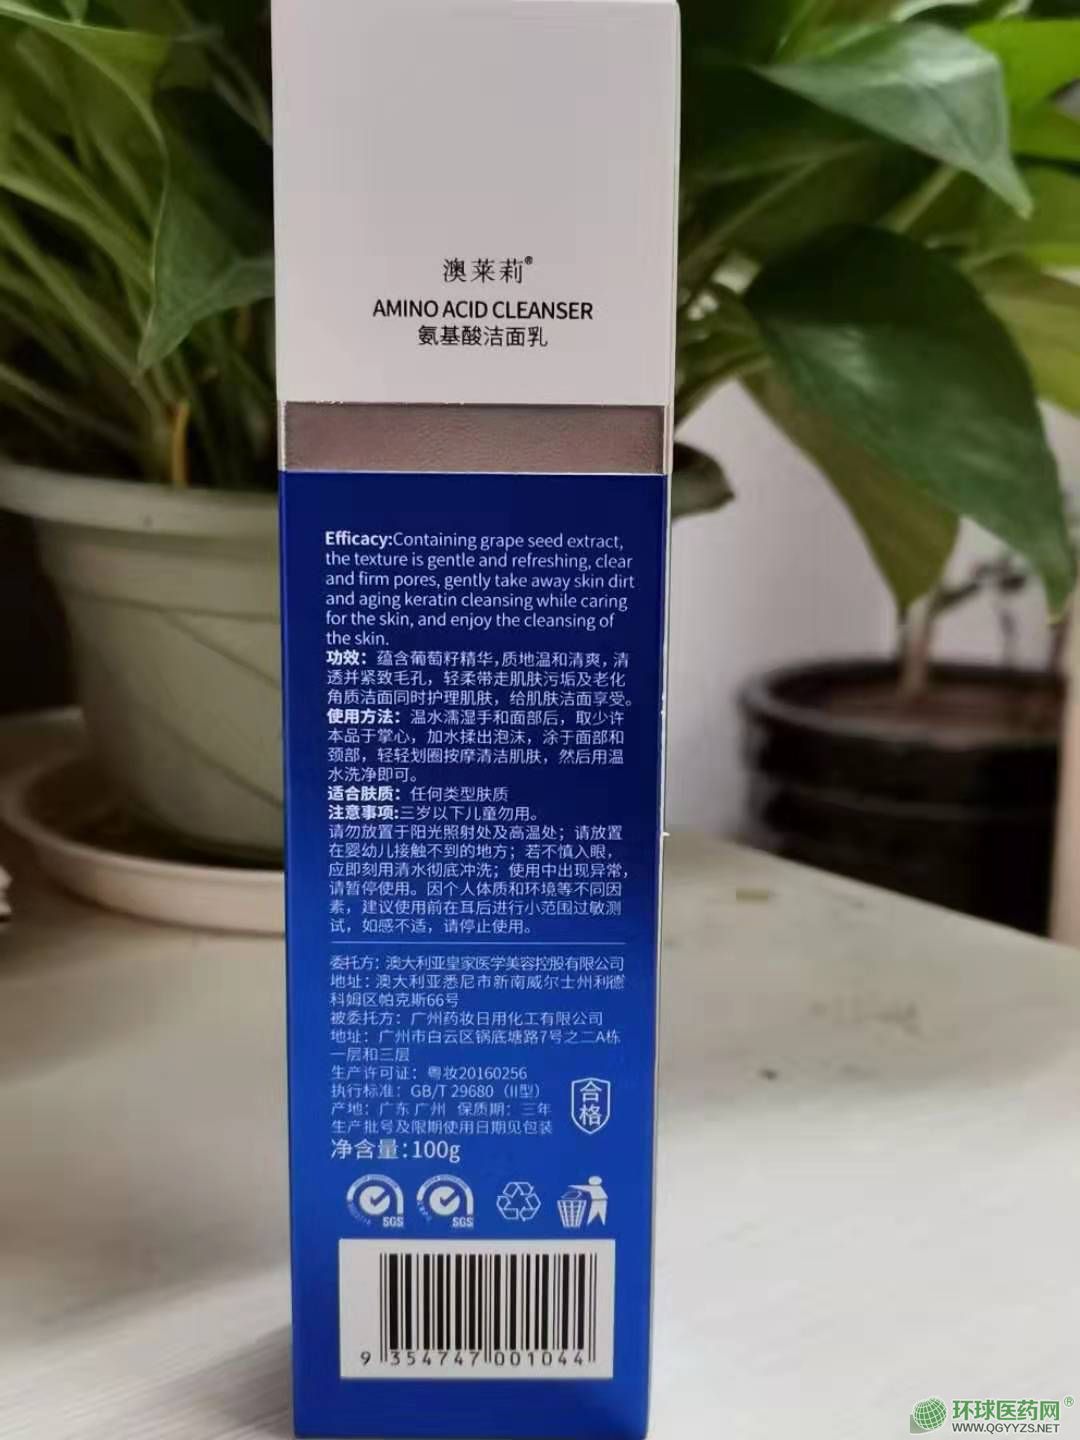 澳莱莉®
AMINO ACID CLEANSER
氨基酸洁面乳
Efficacy:Containing grape seed extract,
the texture is gentle and refreshing, clear
and firm pores, gently take away skin dirt
and aging keratin cleansing while caring
for the skin, and enjoy the cleansing of
the skin.
功效：蕴含葡萄籽精华，质地温和清爽，清
透并紧致毛孔，轻柔带走肌肤污垢及老化
角质洁面同时护理肌肤，给肌肤洁面享受。
使用方法：温水濡湿手和面部后，取少许
本品于掌心，加水揉出泡沫，涂于面部和
颈部，轻轻划圈按摩清洁肌肤，然后用温
水洗净即可。
适合肤质：任何类型肤质
注意事项:三岁以下儿童勿用。
请勿放置于阳光照射处及高温处；请放置
在婴幼儿接触不到的地方；若不慎入眼，
应即刻用清水彻底冲洗；使用中出现异常，
请暂停使用。因个人体质和环境等不同因
素，建议使用前在耳后进行小范围过敏测
试，如感不适，请停止使用。
委托方：澳大利亚皇家医学美容控股有限公司
地址：澳大利亚悉尼市新南威尔士州利德
科姆区帕克斯66号
被委托方：广州药妆日用化工有限公司
地址：广州市白云区锅底塘路7号之二A栋
一层和三层
生产许可证：粤妆20160256
执行标准：GB/T 29680（II型）
产地：广东 广州 保质期：三年
生产批号及限期使用日期见包装
合格
净含量：100g
SGS SGS
9 354747 001044
环球医药网®
WWW.QGYYZS.NET